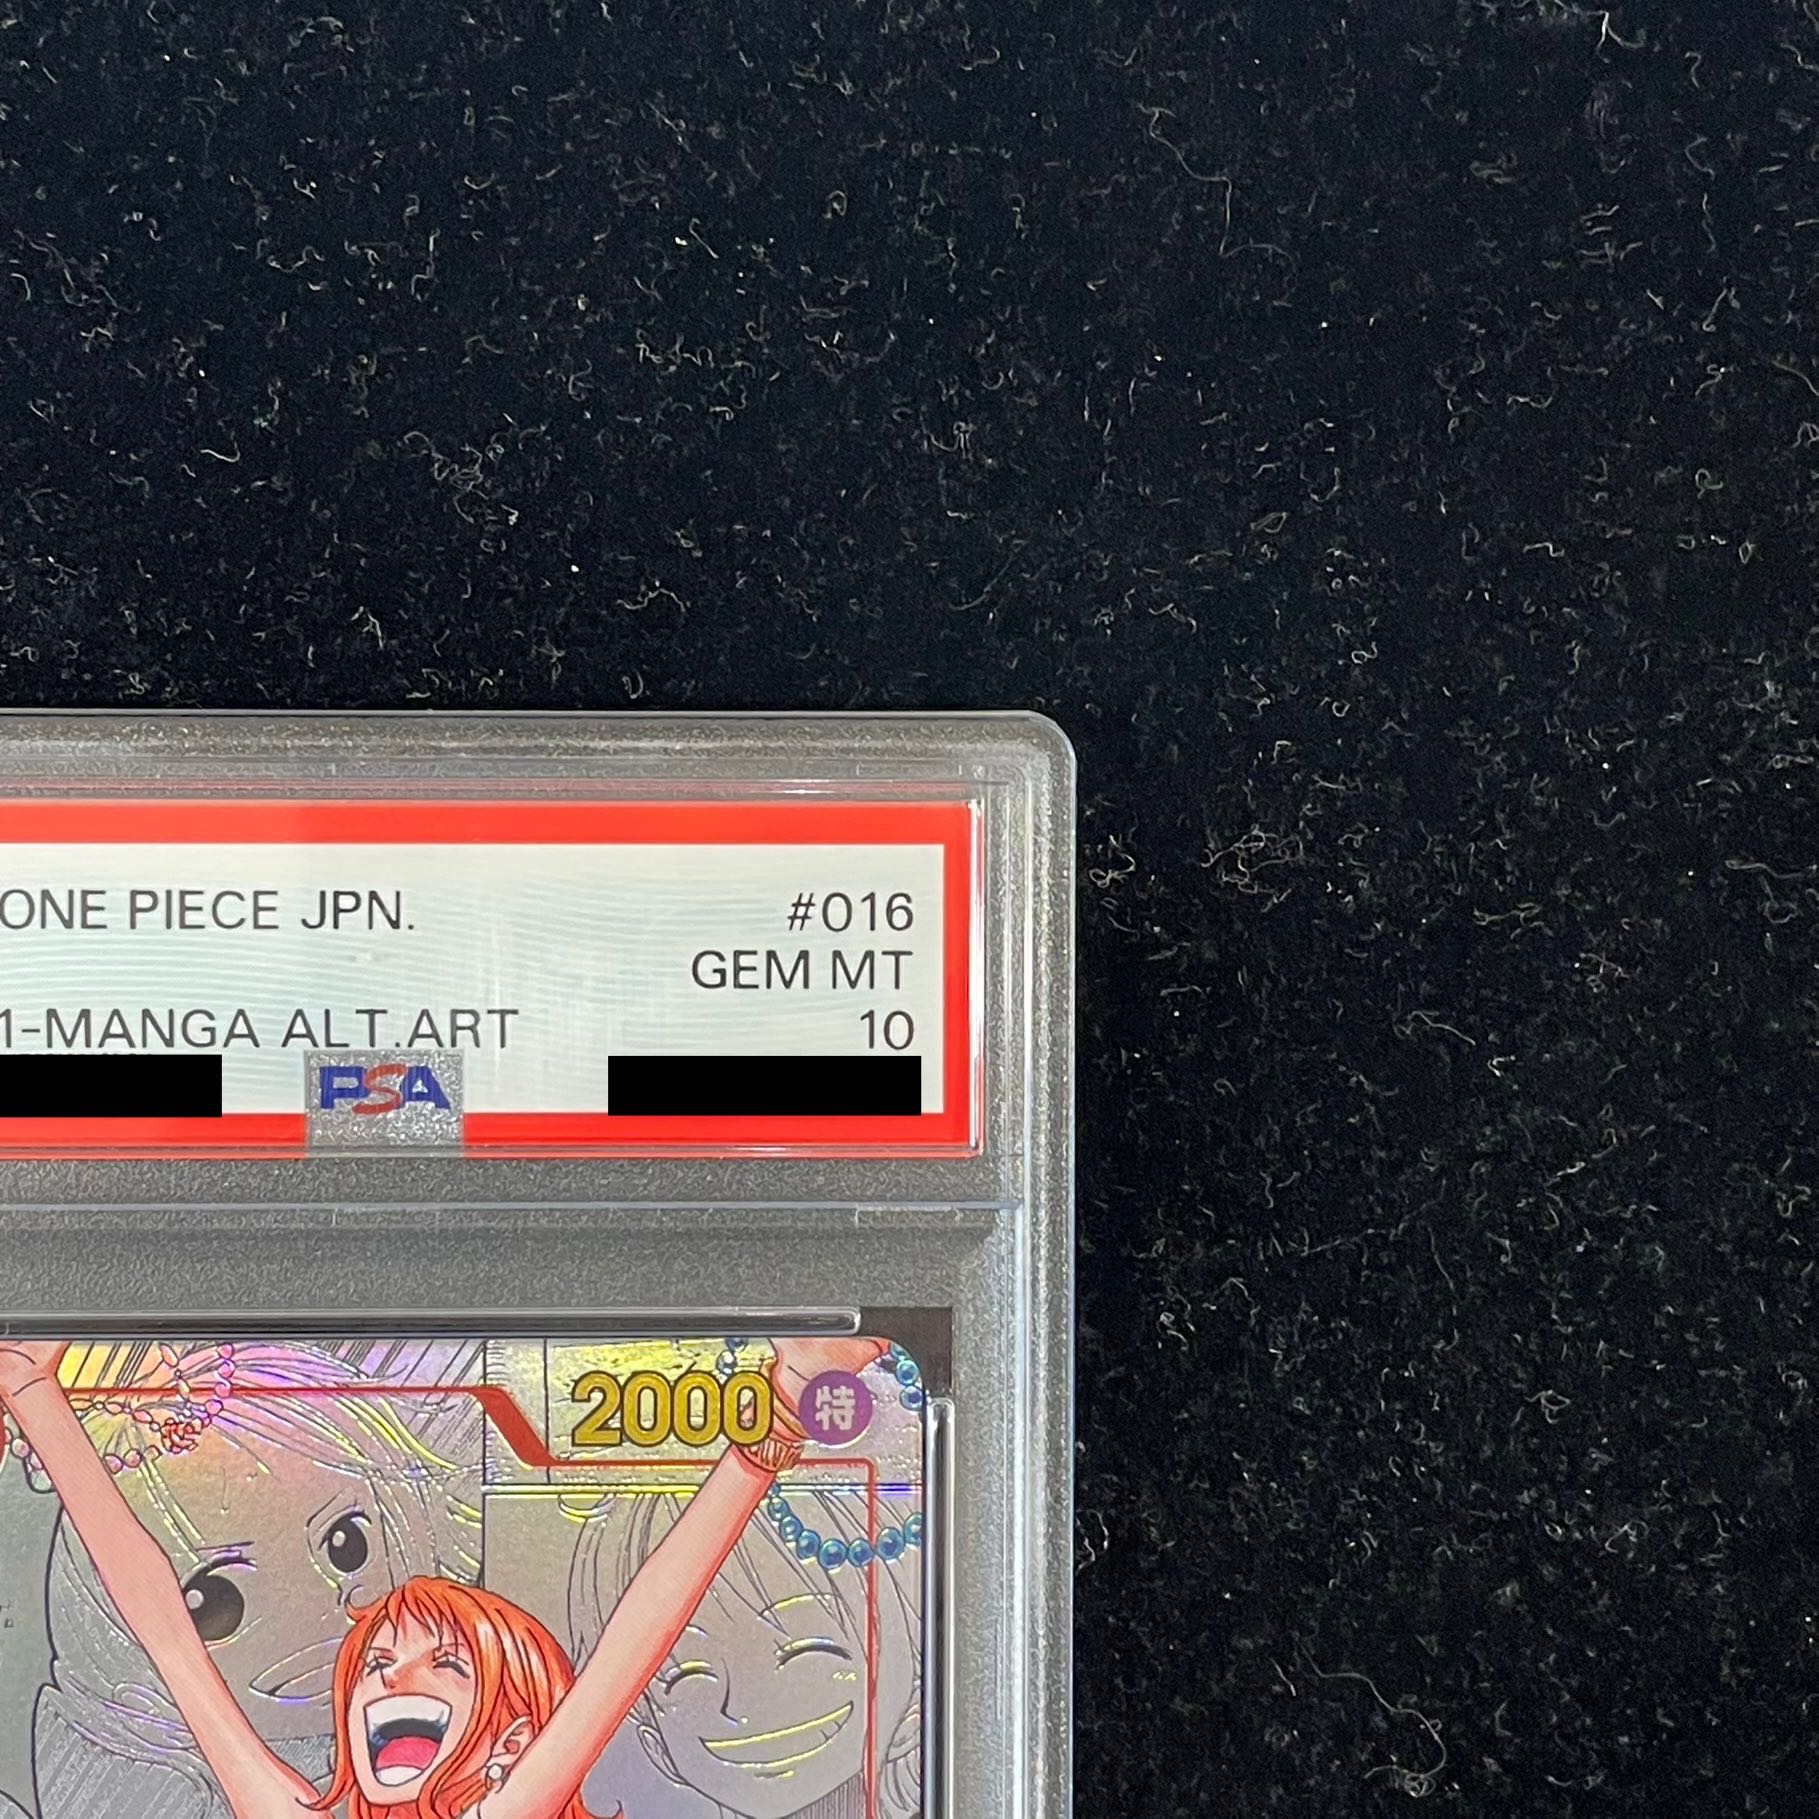 ONE PIECE JPN. #016
GEM MT
1-MANGA ALT.ART 10
PSA
2000 特